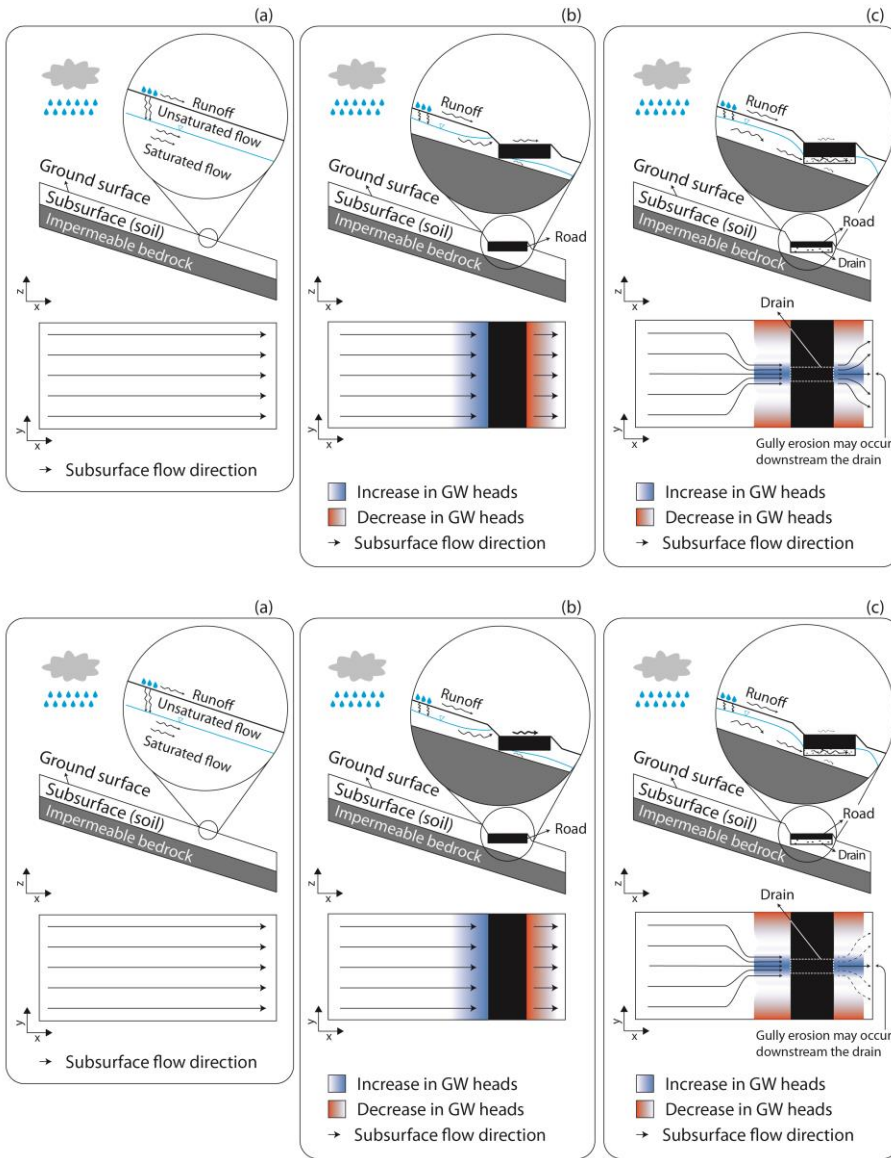 (a)
Runoff
Unsaturated flow
Saturated flow
Ground surface
Subsurface (soil)
Impermeable bedrock
z
x
y
x
Subsurface flow direction
(b)
Runoff
Ground surface
Subsurface (soil)
Impermeable bedrock
Road
z
x
y
x
Increase in GW heads
Decrease in GW heads
Subsurface flow direction
(c)
Runoff
Ground surface
Subsurface (soil)
Impermeable bedrock
Road
Drain
z
x
Drain
y
x
Gully erosion may occur
downstream the drain
Increase in GW heads
Decrease in GW heads
Subsurface flow direction
(a)
Runoff
Unsaturated flow
Saturated flow
Ground surface
Subsurface (soil)
Impermeable bedrock
z
x
y
x
Subsurface flow direction
(b)
Runoff
Ground surface
Subsurface (soil)
Impermeable bedrock
Road
z
x
y
x
Increase in GW heads
Decrease in GW heads
Subsurface flow direction
(c)
Runoff
Ground surface
Subsurface (soil)
Impermeable bedrock
Road
Drain
z
x
Drain
y
x
Gully erosion may occur
downstream the drain
Increase in GW heads
Decrease in GW heads
Subsurface flow direction